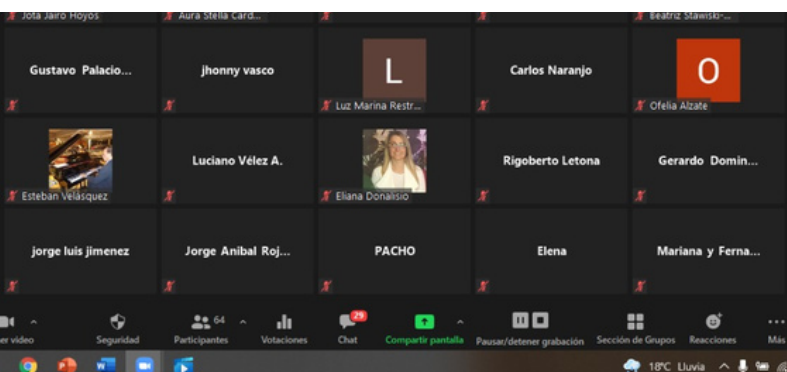 Jota Jairo Hoyos
Aura Stella Card...
Beatriz Stawiski-...
Gustavo Palacio...
jhonny vasco
L
Luz Marina Restr...
Carlos Naranjo
O
Ofelia Alzate
Esteban Velásquez
Luciano Vélez A.
Eliana Donalisio
Rigoberto Letona
Gerardo Domin...
jorge luis jimenez
Jorge Anibal Roj...
PACHO
Elena
Mariana y Ferna...
64
29
er video
Seguridad
Participantes
Votaciones
Chat
Compartir pantalla
Pausar/detener grabación
Sección de Grupos
Reacciones
Más
18°C Lluvia